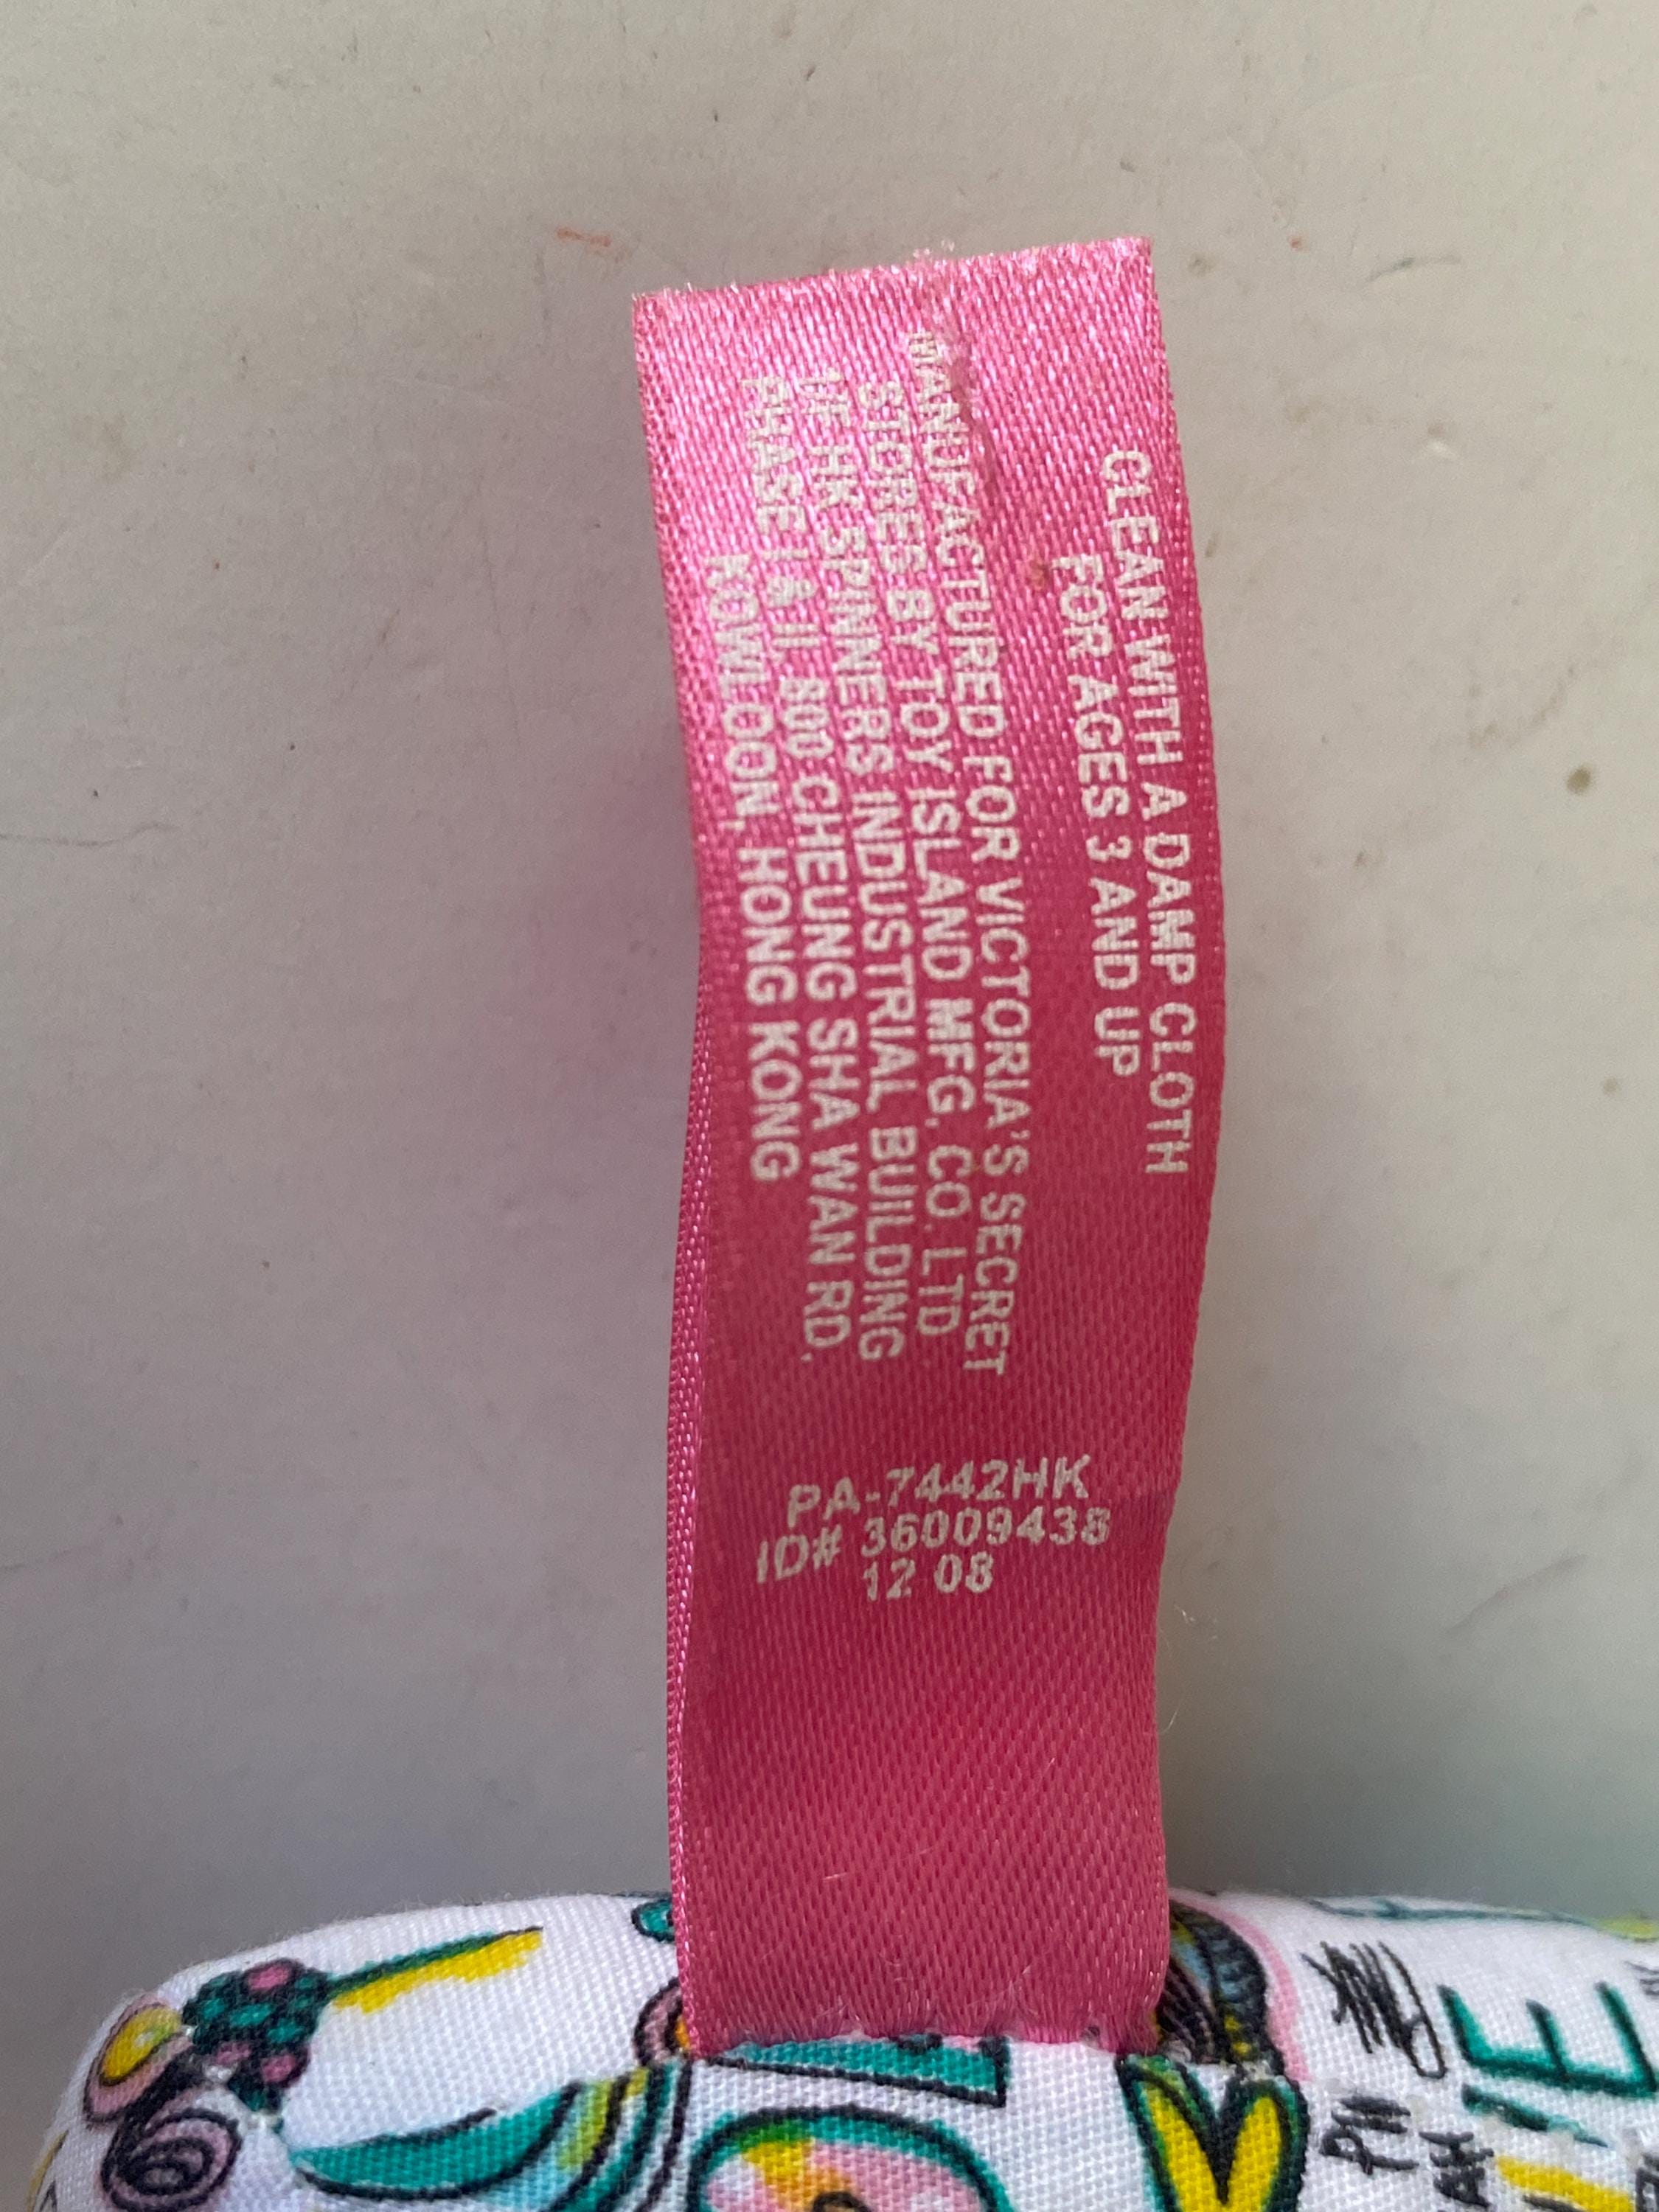 CLEAN WITH A DAMP CLOTH
FOR AGES 3 AND UP
MANUFACTURED FOR VICTORIA'S SECRET
STORES BY TOY ISLAND MFG. CO. LTD.
1/F. HK SPINNERS INDUSTRIAL BUILDING
PHASE I & II, 800 CHEUNG SHA WAN RD.
KOWLOON, HONG KONG
PA-7442HK
ID# 36009438
12 08